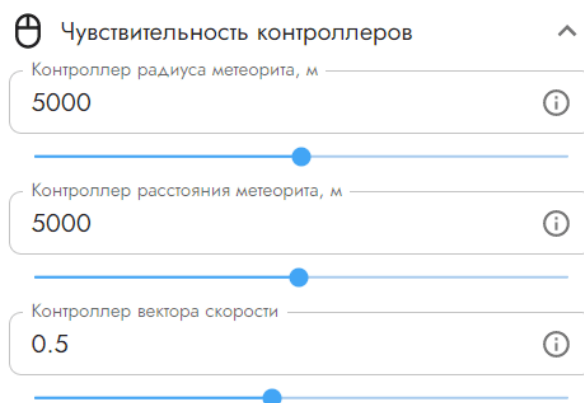 Чувствительность контроллеров
Контроллер радиуса метеорита, м
5000
Контроллер расстояния метеорита, м
5000
Контроллер вектора скорости
0.5